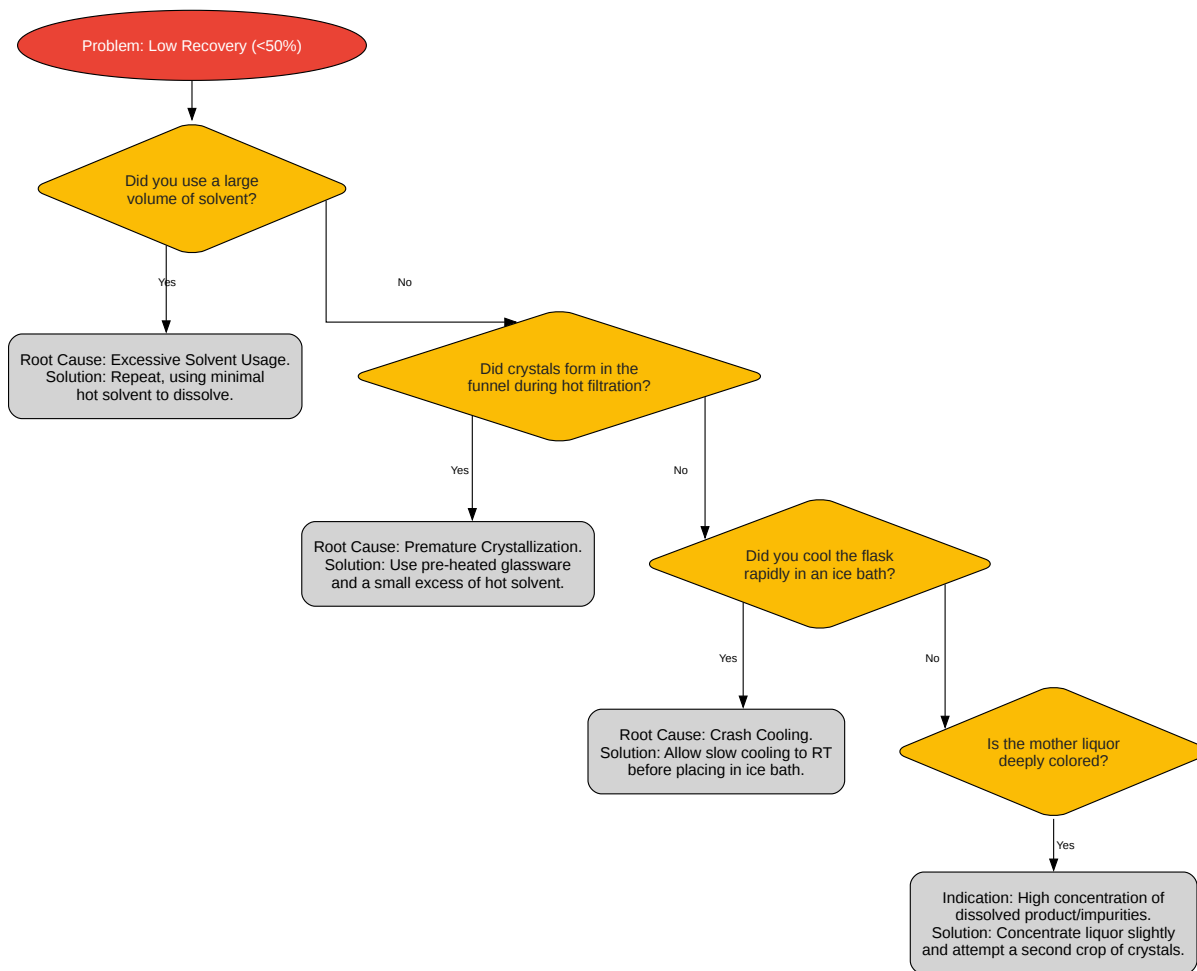 Problem: Low Recovery (<50%)
Did you use a large
volume of solvent?
Yes
No
Root Cause: Excessive Solvent Usage.
Solution: Repeat, using minimal
hot solvent to dissolve.
Did crystals form in the
funnel during hot filtration?
Yes
No
Root Cause: Premature Crystallization.
Solution: Use pre-heated glassware
and a small excess of hot solvent.
Did you cool the flask
rapidly in an ice bath?
Yes
No
Root Cause: Crash Cooling.
Solution: Allow slow cooling to RT
before placing in ice bath.
Is the mother liquor
deeply colored?
Yes
Indication: High concentration of
dissolved product/impurities.
Solution: Concentrate liquor slightly
and attempt a second crop of crystals.